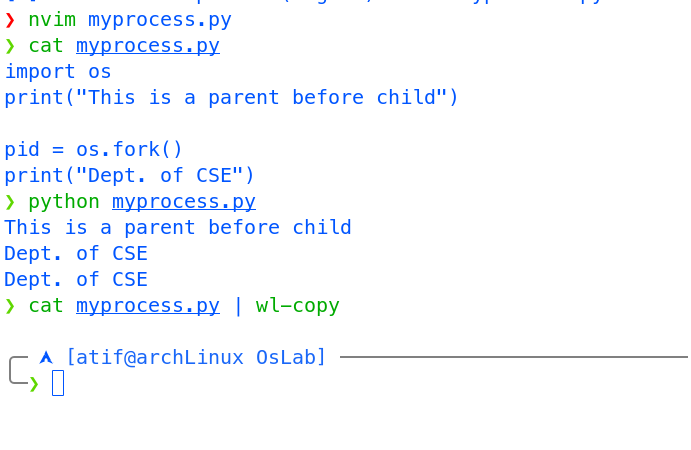 ❯ nvim myprocess.py
❯ cat myprocess.py
import os
print("This is a parent before child")
pid = os.fork()
print("Dept. of CSE")
❯ python myprocess.py
This is a parent before child
Dept. of CSE
Dept. of CSE
❯ cat myprocess.py | wl-copy
[atif@archLinux OsLab]
❯